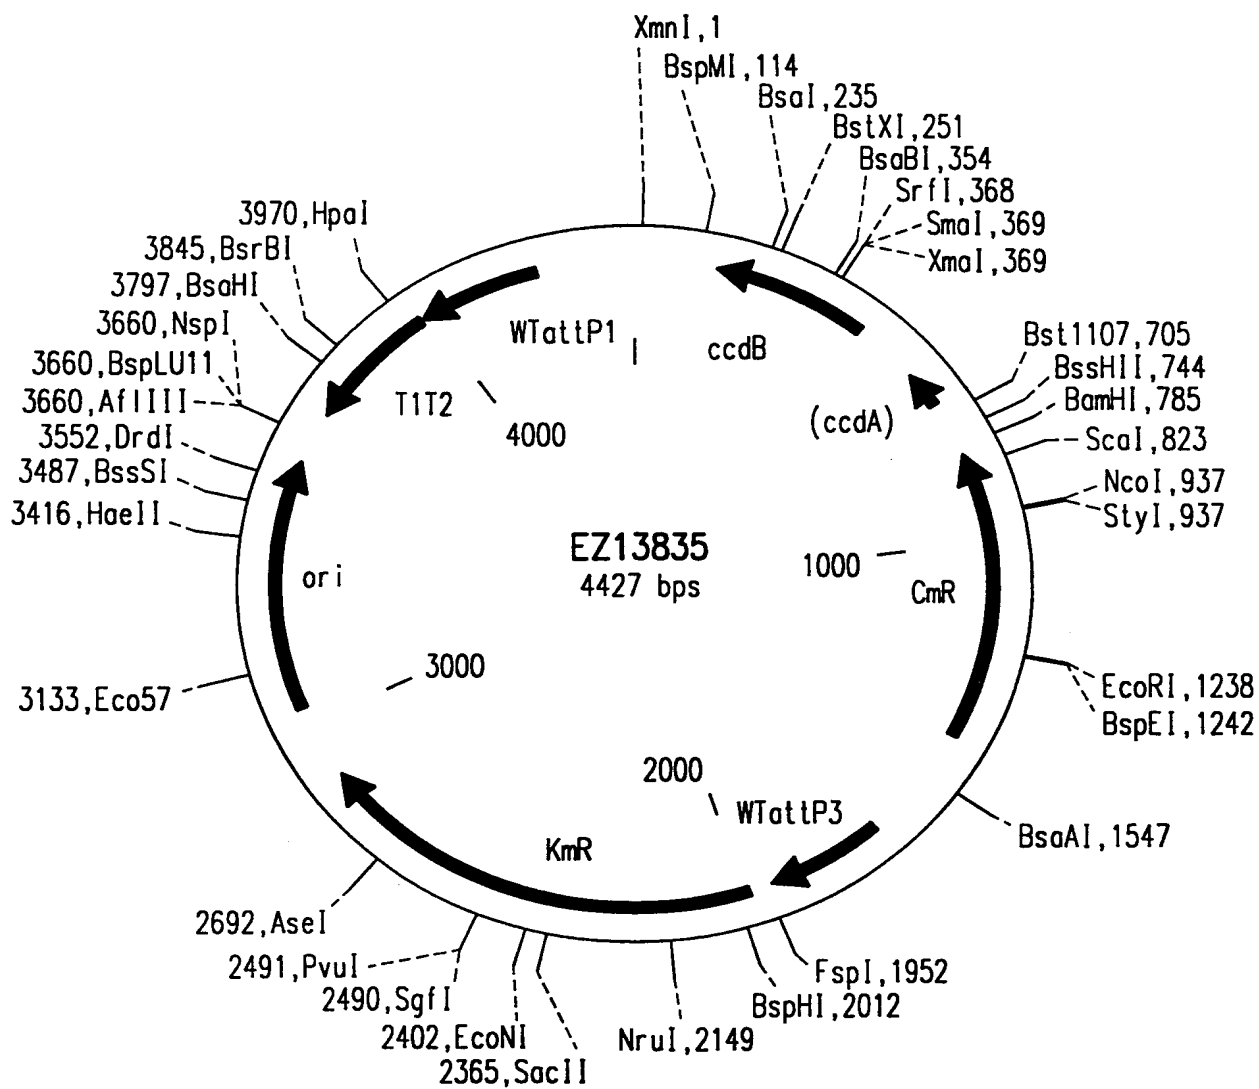 XmnI,1
BspMI,114
BsaI,235
BstXI,251
BsaBI,354
SrfI,368
SmaI,369
XmaI,369
3970,HpaI
3845,BsrBI
3797,BsaHI
3660,NspI
3660,BspLU11
3660,AflIII
3552,DrdI
3487,BssSI
3416,HaeII
WTattP1
ccdB
T1T2
4000
(ccdA)
Bst1107,705
BssHII,744
BamHI,785
ScaI,823
NcoI,937
StyI,937
EZ13835
4427 bps
ori
1000
CmR
3000
3133,Eco57
EcoRI,1238
BspEI,1242
2000
WTattP3
KmR
BsaAI,1547
2692,AseI
2491,PvuI
2490,SgfI
2402,EcoNI
2365,SacII
NruI,2149
BspHI,2012
FspI,1952